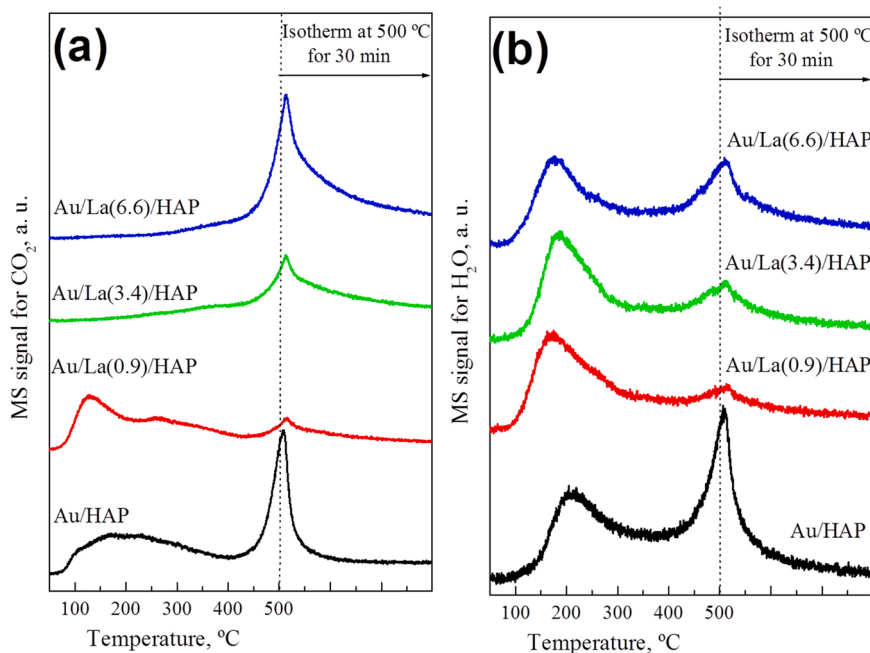 (a)
Isotherm at 500 ºC
for 30 min
Au/La(6.6)/HAP
Au/La(3.4)/HAP
Au/La(0.9)/HAP
Au/HAP
MS signal for CO2, a. u.
100 200 300 400 500
Temperature, ºC
(b)
Isotherm at 500 ºC
for 30 min
Au/La(6.6)/HAP
Au/La(3.4)/HAP
Au/La(0.9)/HAP
Au/HAP
MS signal for H2O, a. u.
100 200 300 400 500
Temperature, ºC